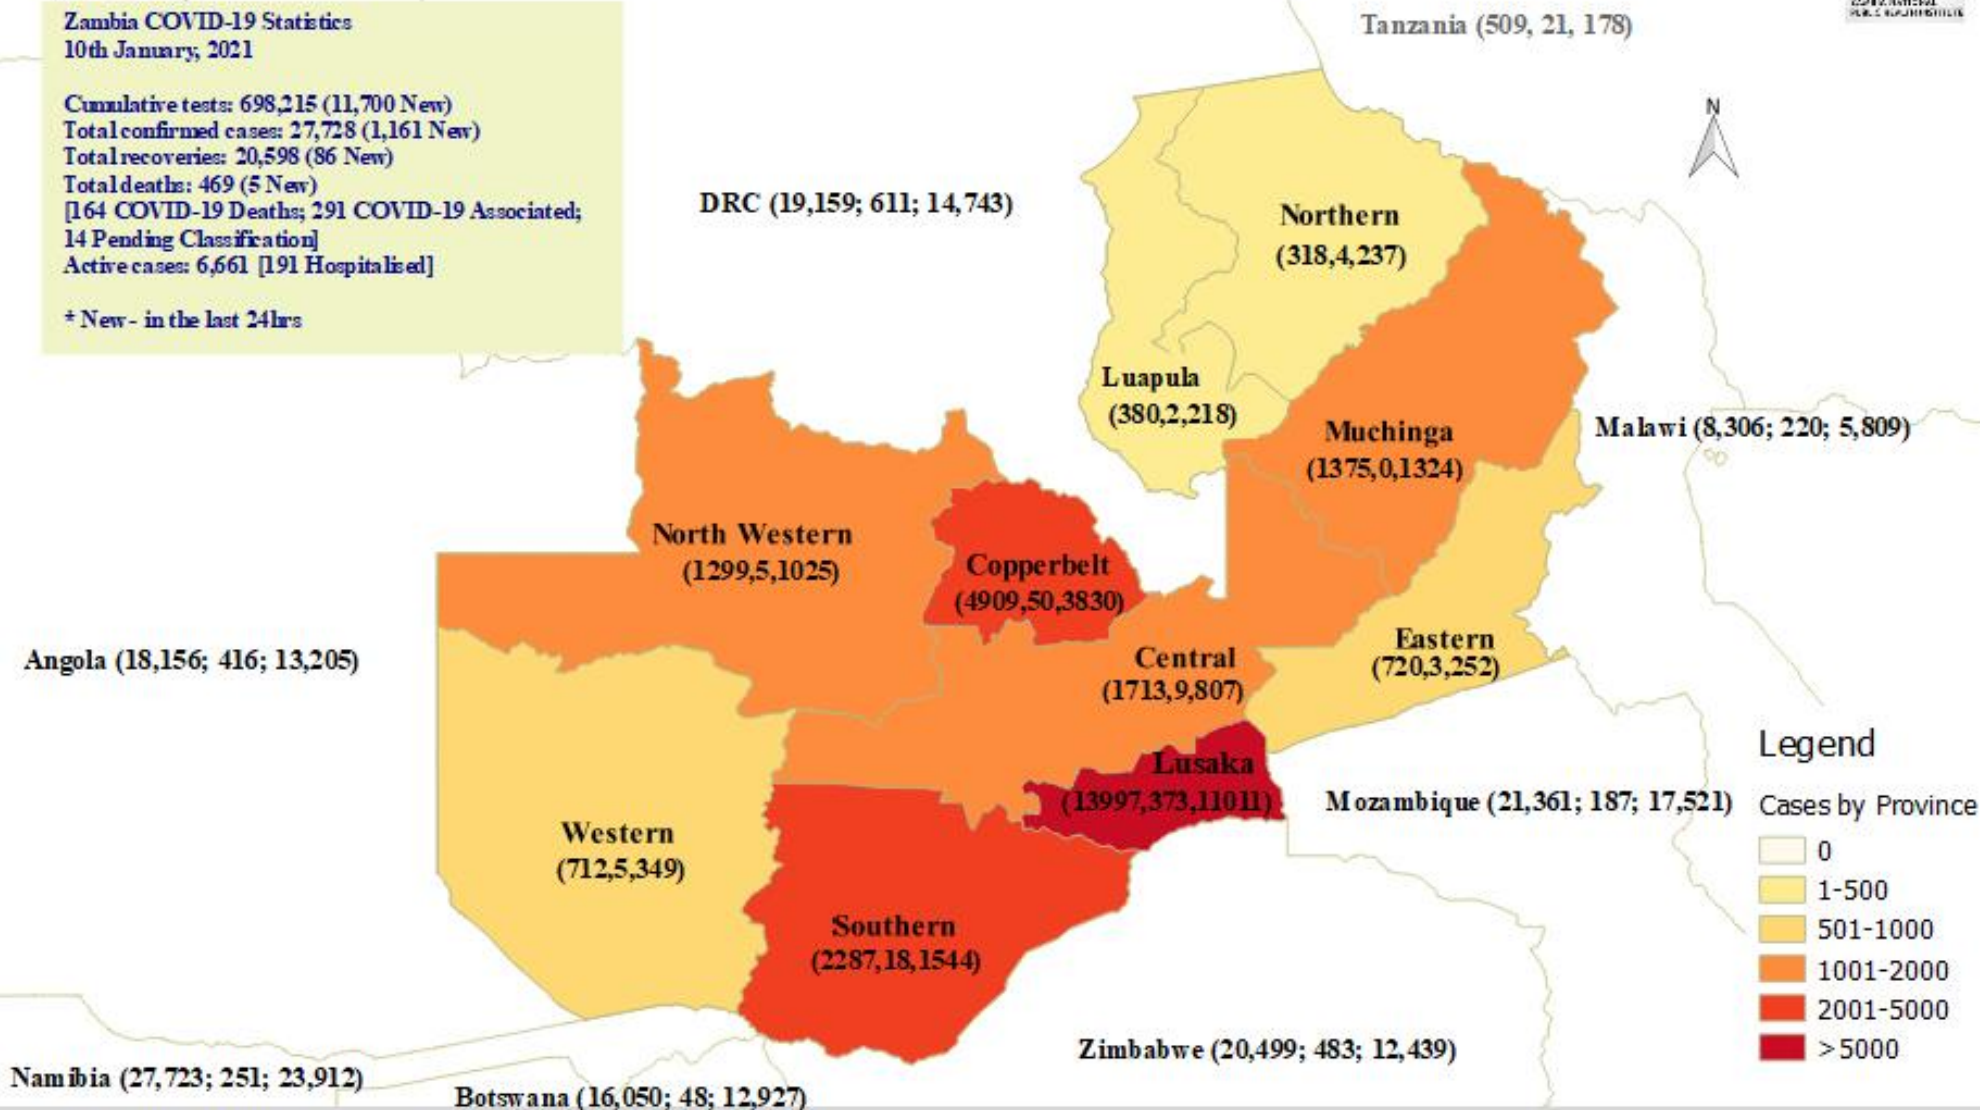 Zambia COVID-19 Statistics
10th January, 2021
Cumulative tests: 698,215 (11,700 New)
Total confirmed cases: 27,728 (1,161 New)
Total recoveries: 20,598 (86 New)
Total deaths: 469 (5 New)
[164 COVID-19 Deaths; 291 COVID-19 Associated;
14 Pending Classification]
Active cases: 6,661 [191 Hospitalised]
* New - in the last 24hrs
PUBLIC HEALTH INSTITUTE
Tanzania (509, 21, 178)
N
DRC (19,159; 611; 14,743)
Northern
(318,4,237)
Luapula
(380,2,218)
Muchinga
(1375,0,1324)
Malawi (8,306; 220; 5,809)
North Western
(1299,5,1025)
Copperbelt
(4909,50,3830)
Angola (18,156; 416; 13,205)
Central
(1713,9,807)
Eastern
(720,3,252)
Lusaka
(13997,373,11011)
Mozambique (21,361; 187; 17,521)
Western
(712,5,349)
Southern
(2287,18,1544)
Zimbabwe (20,499; 483; 12,439)
Namibia (27,723; 251; 23,912)
Botswana (16,050; 48; 12,927)
Legend
Cases by Province
0
1-500
501-1000
1001-2000
2001-5000
>5000